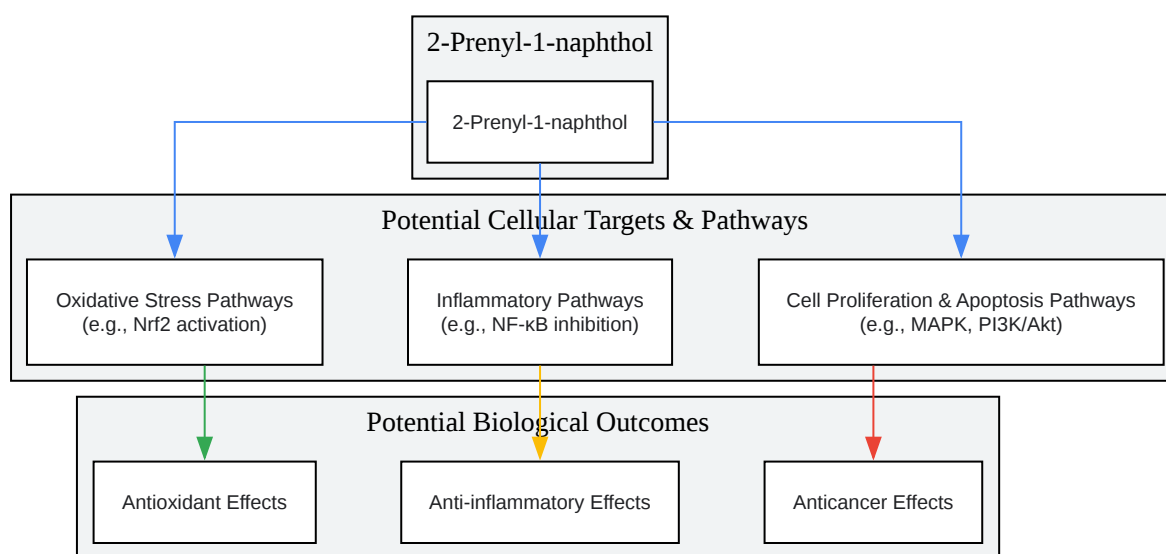 2-Prenyl-1-naphthol
2-Prenyl-1-naphthol
Potential Cellular Targets & Pathways
Oxidative Stress Pathways
(e.g., Nrf2 activation)
Inflammatory Pathways
(e.g., NF-κB inhibition)
Cell Proliferation & Apoptosis Pathways
(e.g., MAPK, PI3K/Akt)
Potential Biological Outcomes
Antioxidant Effects
Anti-inflammatory Effects
Anticancer Effects